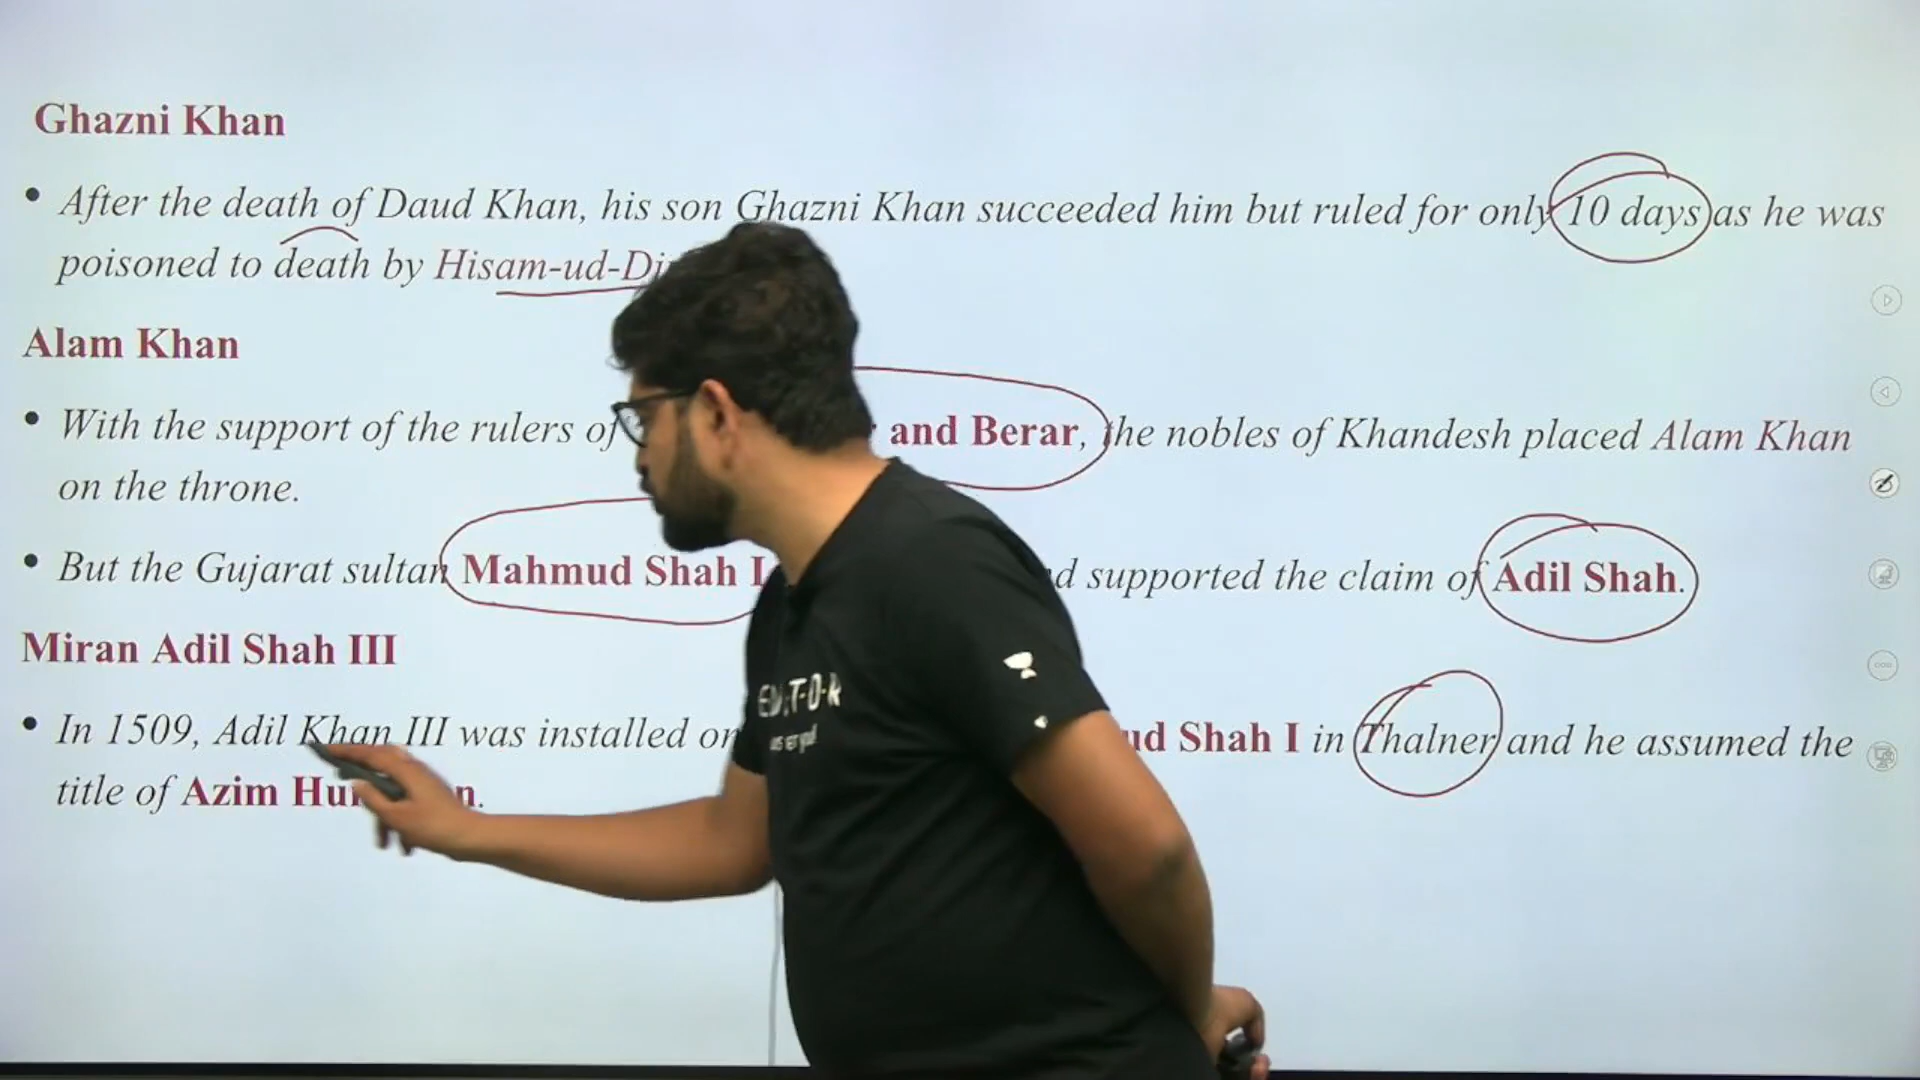 Ghazni Khan
• After the death of Daud Khan, his son Ghazni Khan succeeded him but ruled for only 10 days as he was
poisoned to death by Hisam-ud-Di
Alam Khan
• With the support of the rulers of and Berar, the nobles of Khandesh placed Alam Khan
on the throne.
• But the Gujarat sultan Mahmud Shah I supported the claim of Adil Shah.
Miran Adil Shah III
• In 1509, Adil Khan III was installed on ud Shah I in Thalner and he assumed the
title of Azim Hu n.